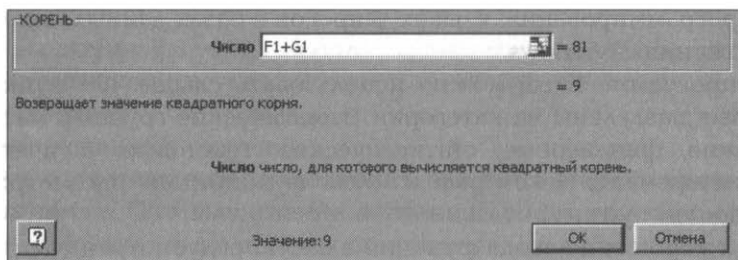 КОРЕНЬ
Число F1+G1 = 81
= 9
Возвращает значение квадратного корня.
Число число, для которого вычисляется квадратный корень.
? Значение:9 OK Отмена